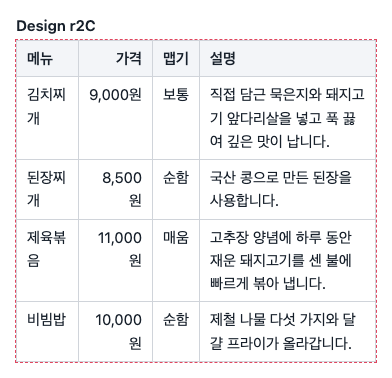 Design r2C
메뉴 가격 맵기 설명
김치찌 9,000원 보통 직접 담근 묵은지와 돼지고
개 기 앞다리살을 넣고 푹 끓
여 깊은 맛이 납니다.
된장찌 8,500 순함 국산 콩으로 만든 된장을
개 원 사용합니다.
제육볶 11,000 매움 고추장 양념에 하루 동안
음 원 재운 돼지고기를 센 불에
빠르게 볶아 냅니다.
비빔밥 10,000 순함 제철 나물 다섯 가지와 달
원 걀 프라이가 올라갑니다.